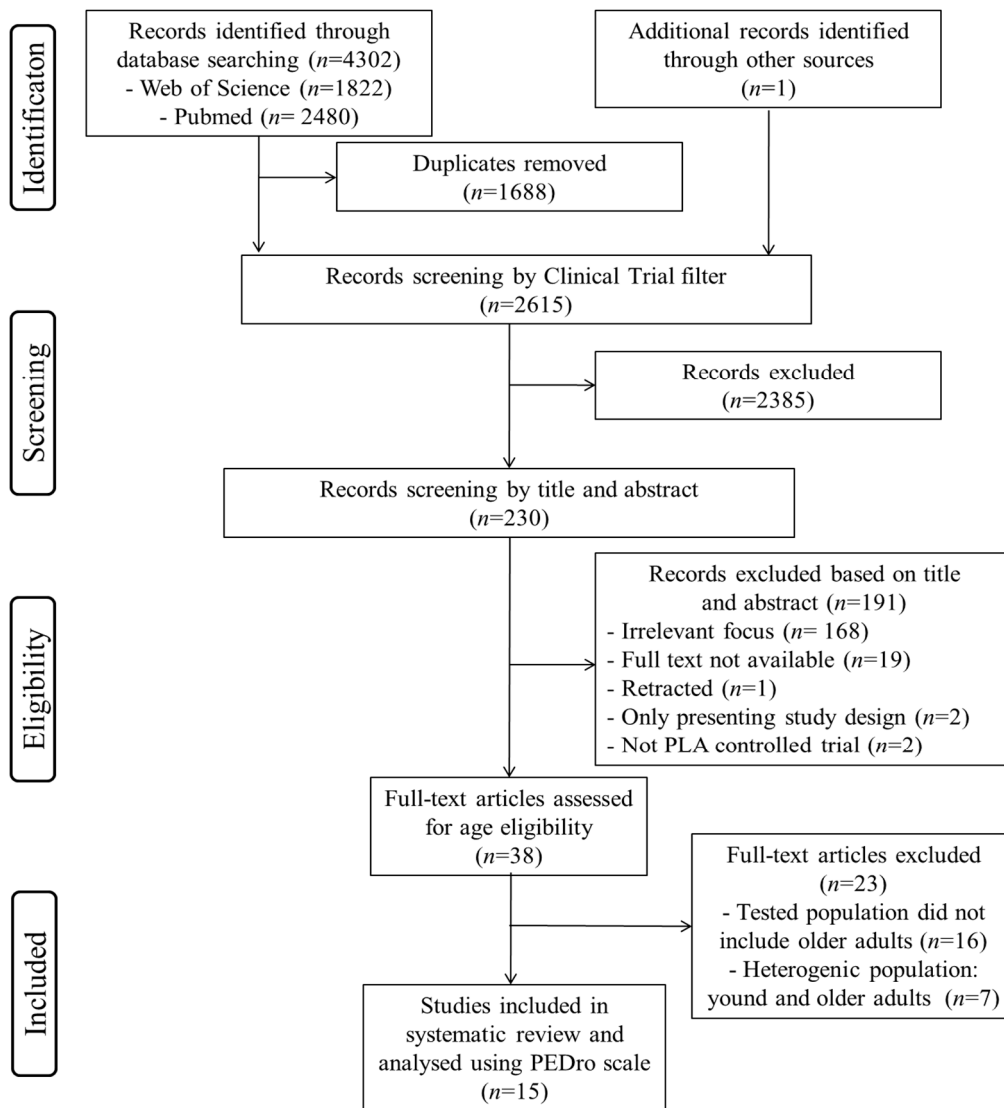 Identificaton
Records identified through
database searching (n=4302)
- Web of Science (n=1822)
- Pubmed (n= 2480)
Additional records identified
through other sources
(n=1)
Duplicates removed
(n=1688)
Records screening by Clinical Trial filter
(n=2615)
Screening
Records excluded
(n=2385)
Records screening by title and abstract
(n=230)
Eligibility
Records excluded based on title
and abstract (n=191)
- Irrelevant focus (n= 168)
- Full text not available (n=19)
- Retracted (n=1)
- Only presenting study design (n=2)
- Not PLA controlled trial (n=2)
Full-text articles assessed
for age eligibility
(n=38)
Included
Full-text articles excluded
(n=23)
- Tested population did not
include older adults (n=16)
- Heterogenic population:
yound and older adults (n=7)
Studies included in
systematic review and
analysed using PEDro scale
(n=15)